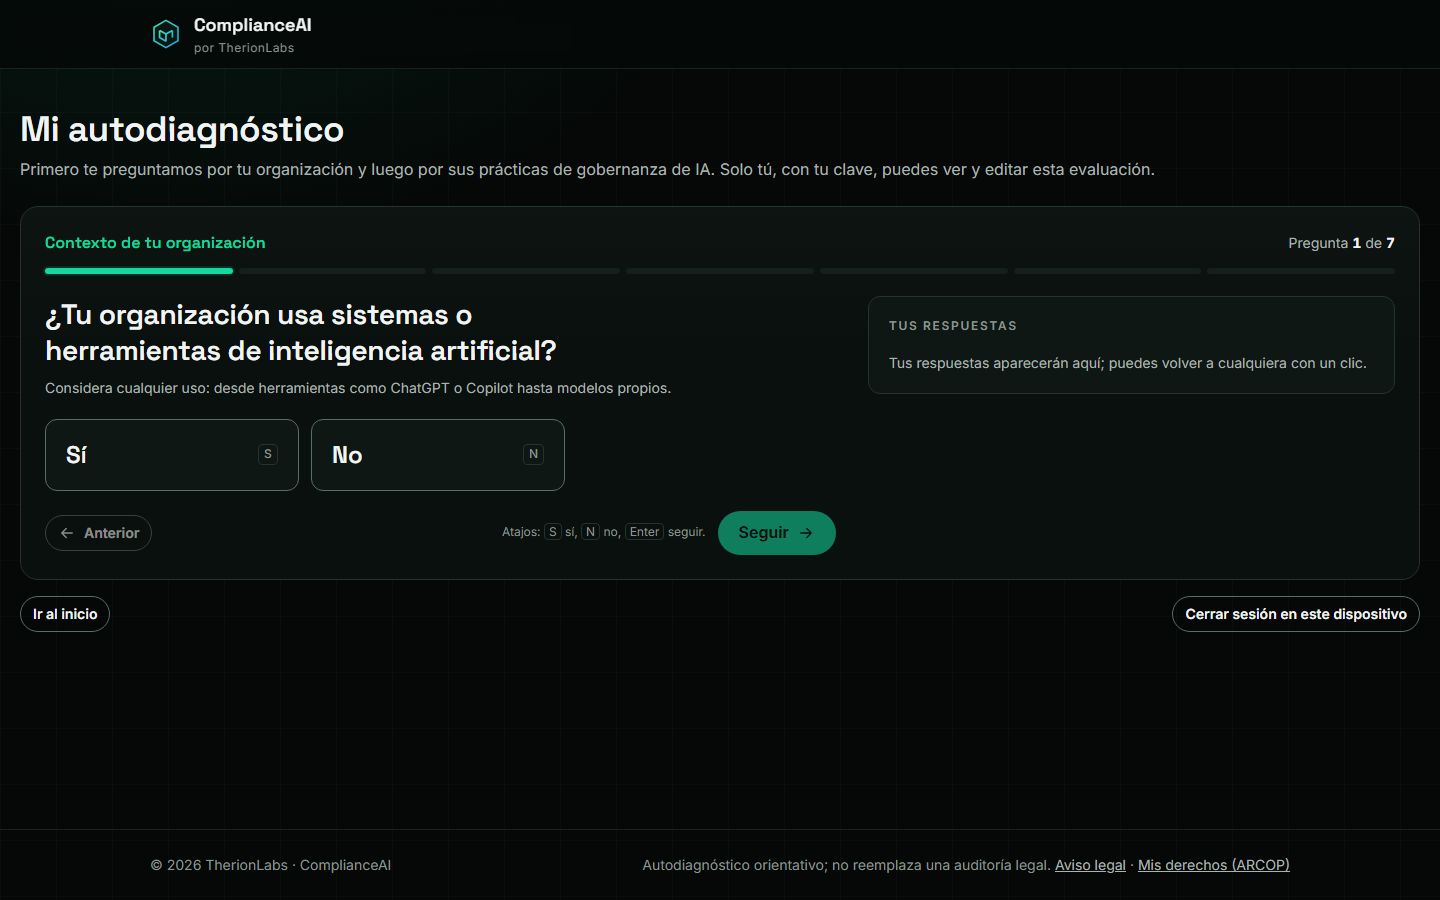 ComplianceAI
por TherionLabs
Mi autodiagnóstico
Primero te preguntamos por tu organización y luego por sus prácticas de gobernanza de IA. Solo tú, con tu clave, puedes ver y editar esta evaluación.
Contexto de tu organización
Pregunta 1 de 7
¿Tu organización usa sistemas o
herramientas de inteligencia artificial?
Considera cualquier uso: desde herramientas como ChatGPT o Copilot hasta modelos propios.
Sí S
No N
← Anterior
Atajos: S sí, N no, Enter seguir.
Seguir →
TUS RESPUESTAS
Tus respuestas aparecerán aquí; puedes volver a cualquiera con un clic.
Ir al inicio
Cerrar sesión en este dispositivo
© 2026 TherionLabs · ComplianceAI
Autodiagnóstico orientativo; no reemplaza una auditoría legal. Aviso legal · Mis derechos (ARCOP)